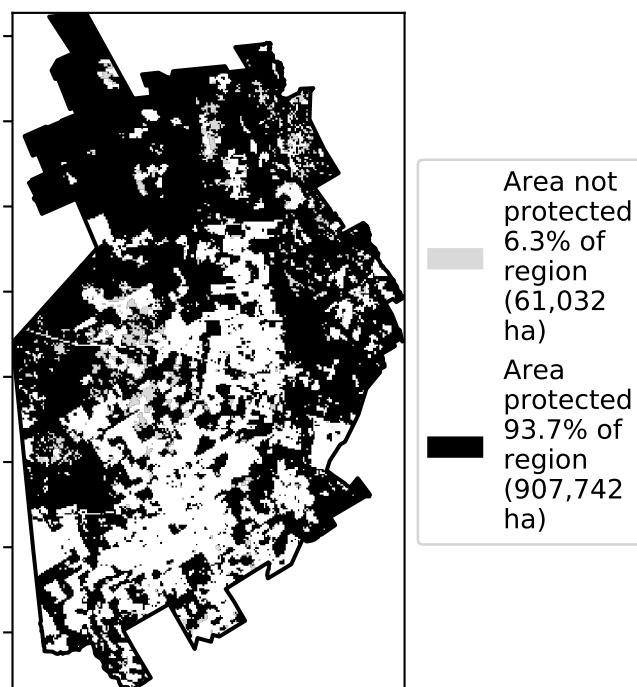 Area not
protected
6.3% of
region
(61,032
ha)
Area
protected
93.7% of
region
(907,742
ha)